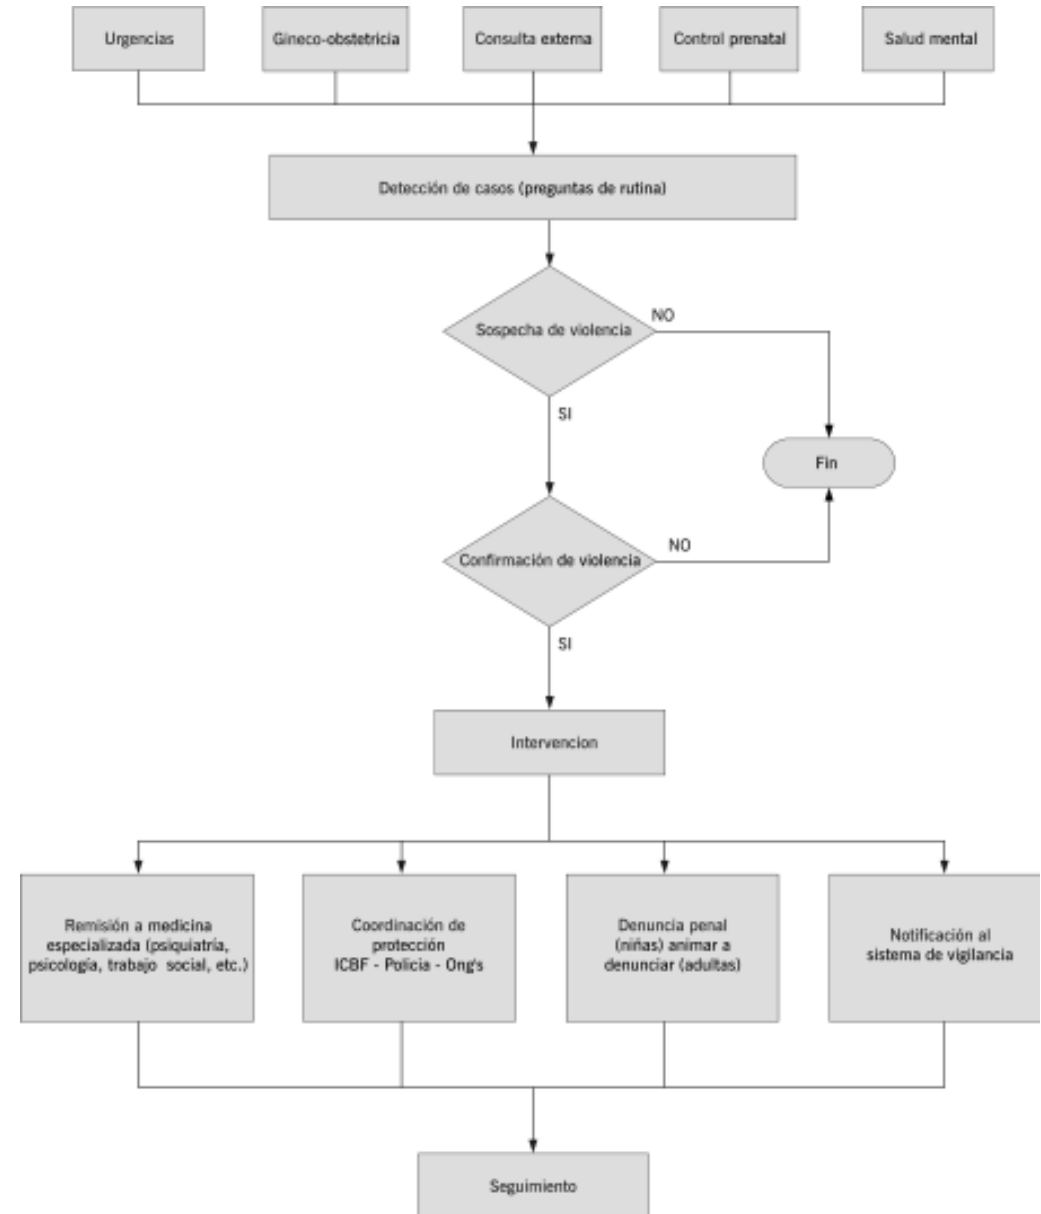 Urgencias
Gineco-obstetricia
Consulta externa
Control prenatal
Salud mental
Detección de casos (preguntas de rutina)
Sospecha de violencia
NO
SI
Fin
Confirmación de violencia
NO
SI
Intervencion
Remisión a medicina
especializada (psiquiatría,
psicología, trabajo social, etc.)
Coordinación de
protección
ICBF - Policia - Ong's
Denuncia penal
(niñas) animar a
denunciar (adultas)
Notificación al
sistema de vigilancia
Seguimiento